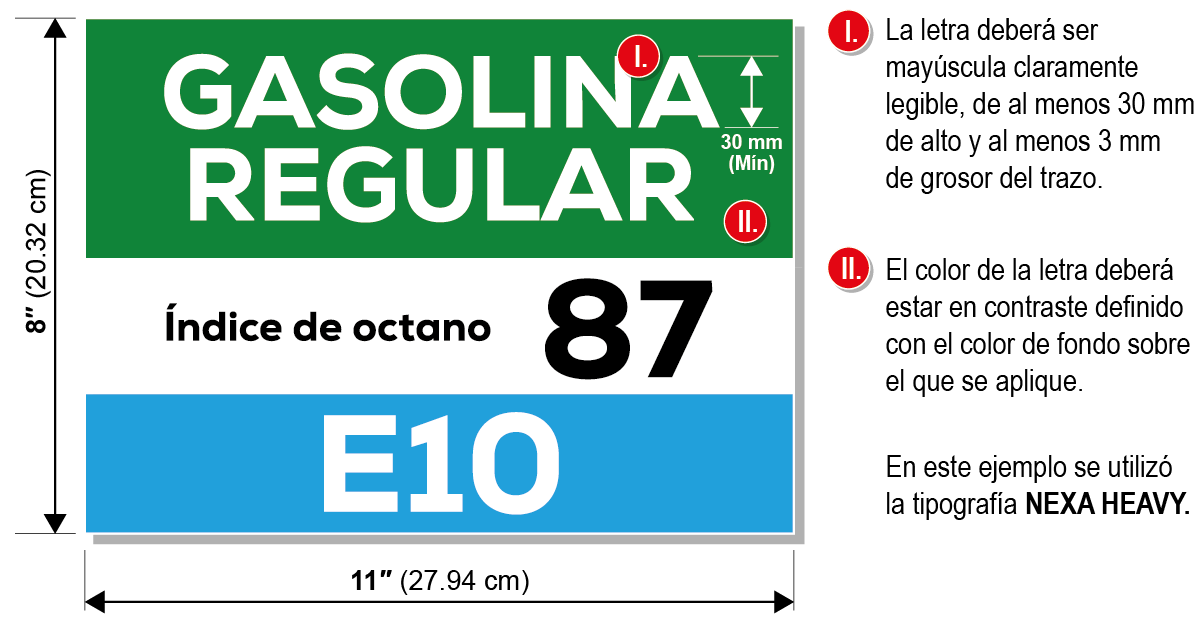 GASOLINA
REGULAR
I.
30 mm
(Mín)
II.
Índice de octano 87
E10
8″ (20.32 cm)
11″ (27.94 cm)
I. La letra deberá ser
mayúscula claramente
legible, de al menos 30 mm
de alto y al menos 3 mm
de grosor del trazo.
II. El color de la letra deberá
estar en contraste definido
con el color de fondo sobre
el que se aplique.
En este ejemplo se utilizó
la tipografía NEXA HEAVY.